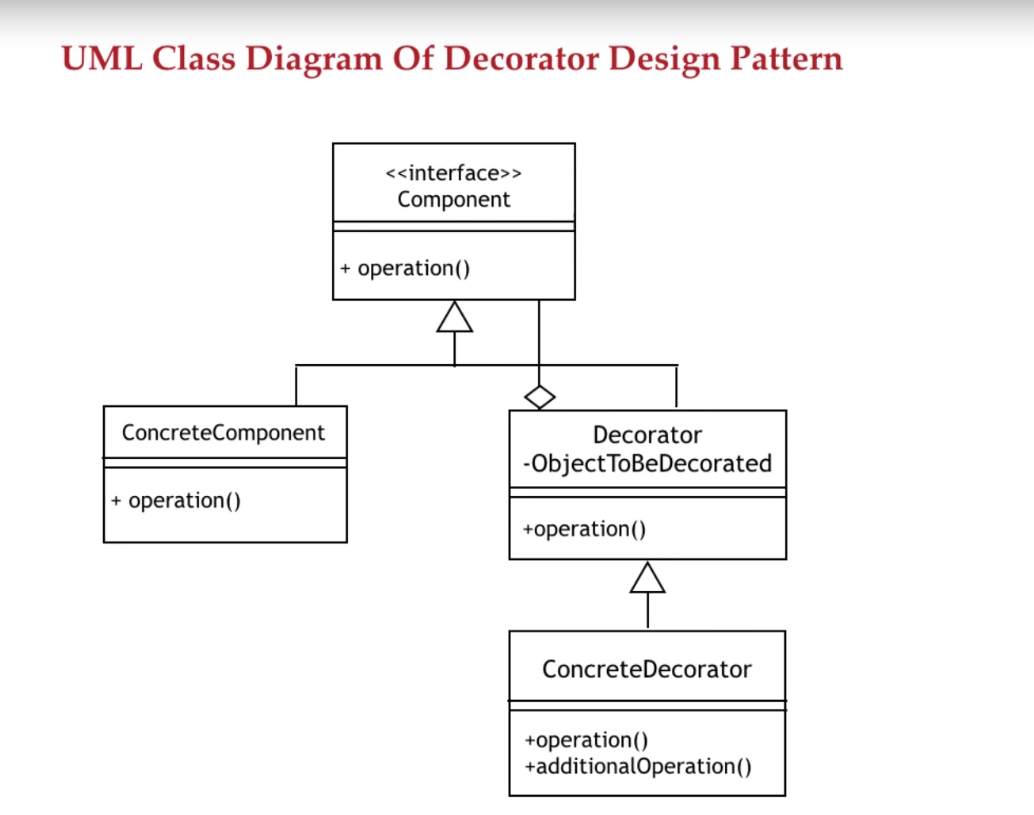 UML Class Diagram Of Decorator Design Pattern
<<interface>>
Component
+ operation()
ConcreteComponent
+ operation()
Decorator
-ObjectToBeDecorated
+operation()
ConcreteDecorator
+operation()
+additionalOperation()